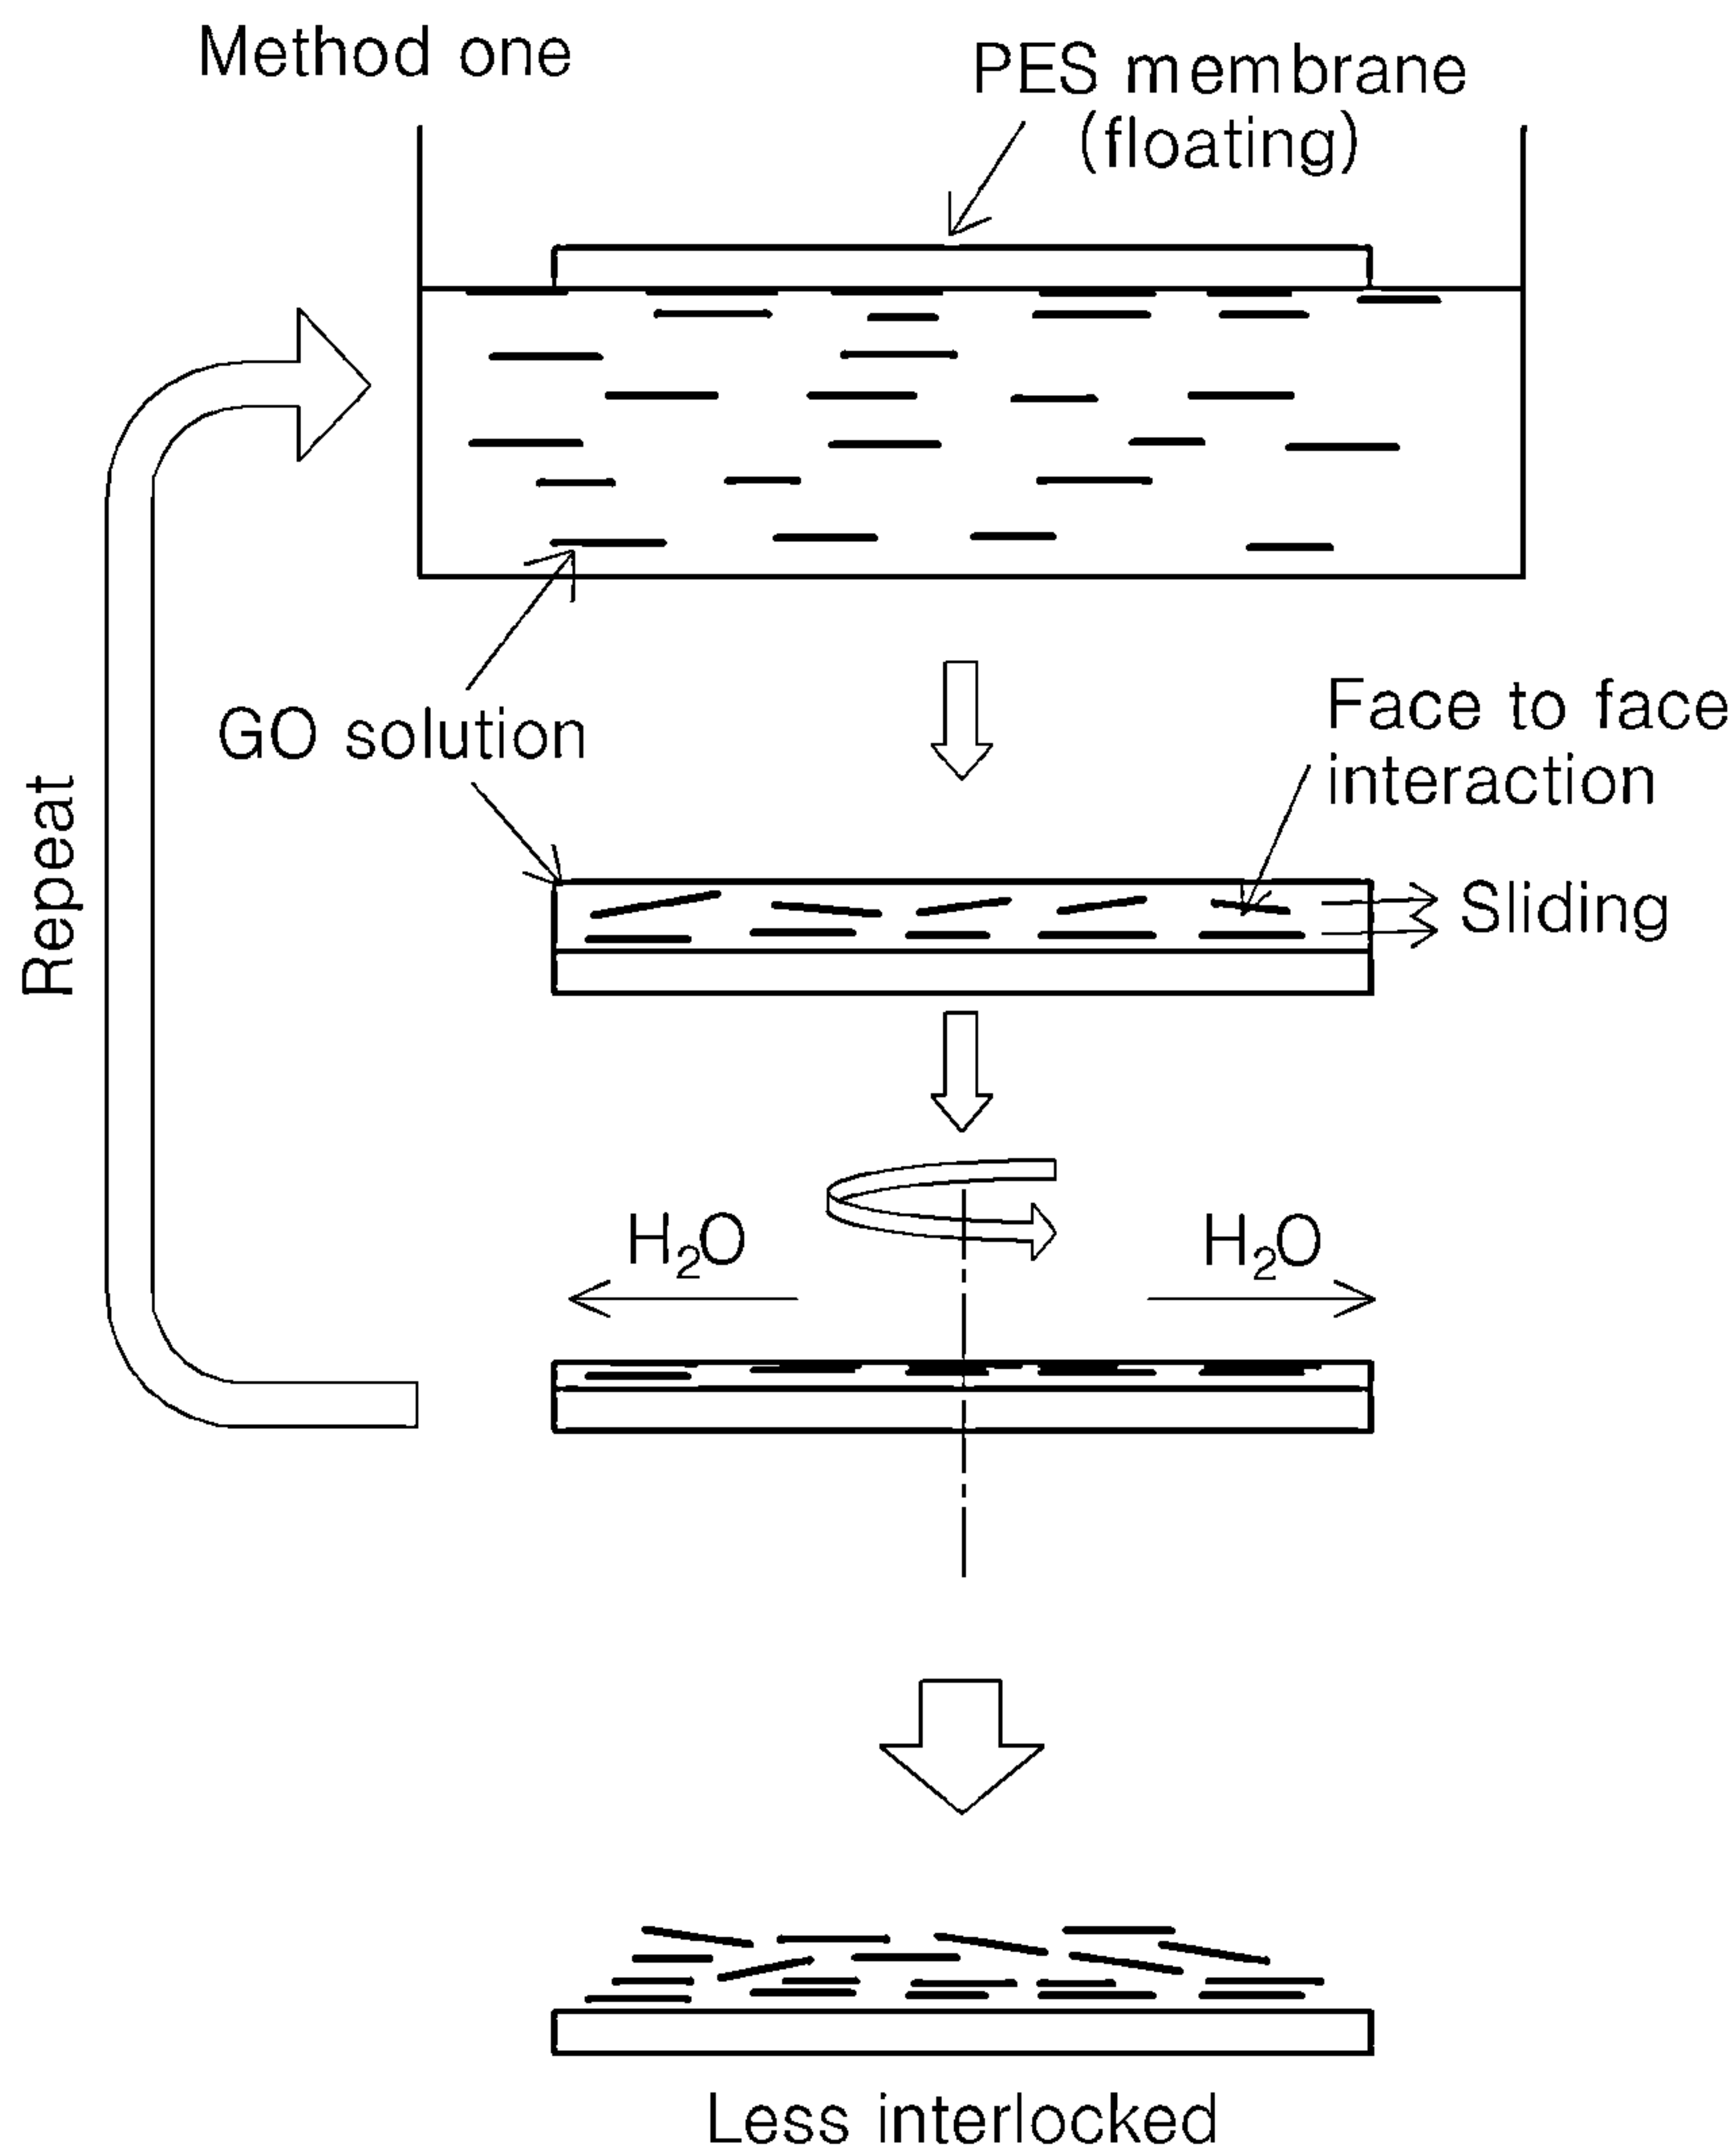 Method one
PES membrane
(floating)
GO solution
Face to face
interaction
Sliding
Repeat
H₂O
H₂O
Less interlocked